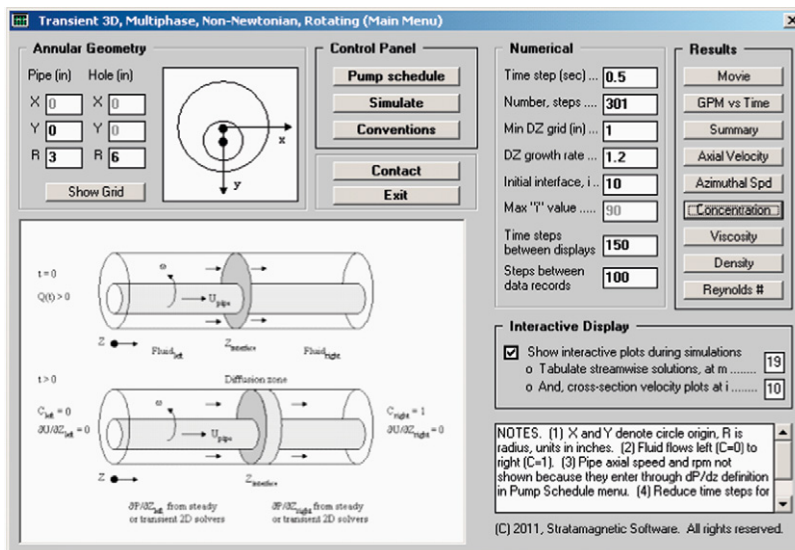 Transient 3D, Multiphase, Non-Newtonian, Rotating (Main Menu)
Annular Geometry
Pipe (in) Hole (in)
X 0 X 0
Y 0 Y 0
R 3 R 6
Show Grid
x
y
Control Panel
Pump schedule
Simulate
Conventions
Contact
Exit
Numerical
Time step (sec) ... 0.5
Number, steps .... 301
Min DZ grid (in) ... 1
DZ growth rate ... 1.2
Initial interface, i .. 10
Max "i" value ..... 90
Time steps
between displays 150
Steps between
data records 100
Results
Movie
GPM vs Time
Summary
Axial Velocity
Azimuthal Spd
Concentration
Viscosity
Density
Reynolds #
t = 0
Q(t) > 0
ω
U pipe
Z
Fluid left
Z interface
Fluid right
t > 0
Diffusion zone
C left = 0
∂U/∂Z left = 0
ω
U pipe
C right = 1
∂U/∂Z right = 0
Z
Z interface
∂P/∂Z left from steady
or transient 2D solvers
∂P/∂Z right from steady
or transient 2D solvers
Interactive Display
Show interactive plots during simulations
o Tabulate streamwise solutions, at m ........ 19
o And, cross-section velocity plots at i ....... 10
NOTES. (1) X and Y denote circle origin, R is
radius, units in inches. (2) Fluid flows left (C=0) to
right (C=1). (3) Pipe axial speed and rpm not
shown because they enter through dP/dz definition
in Pump Schedule menu. (4) Reduce time steps for
(C) 2011, Stratamagnetic Software. All rights reserved.